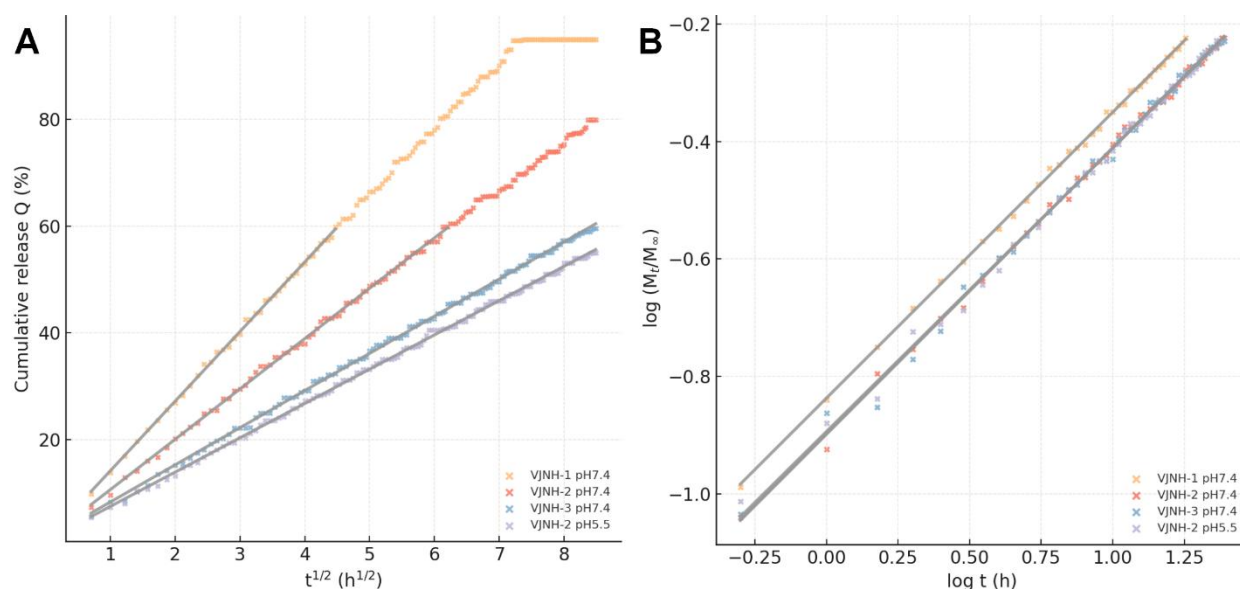 A
Cumulative release Q (%)
80
60
40
20
1 2 3 4 5 6 7 8
t^{1/2} (h^{1/2})
VJNH-1 pH7.4
VJNH-2 pH7.4
VJNH-3 pH7.4
VJNH-2 pH5.5
B
log (M_t/M_∞)
−0.2
−0.4
−0.6
−0.8
−1.0
−0.25 0.00 0.25 0.50 0.75 1.00 1.25
log t (h)
VJNH-1 pH7.4
VJNH-2 pH7.4
VJNH-3 pH7.4
VJNH-2 pH5.5